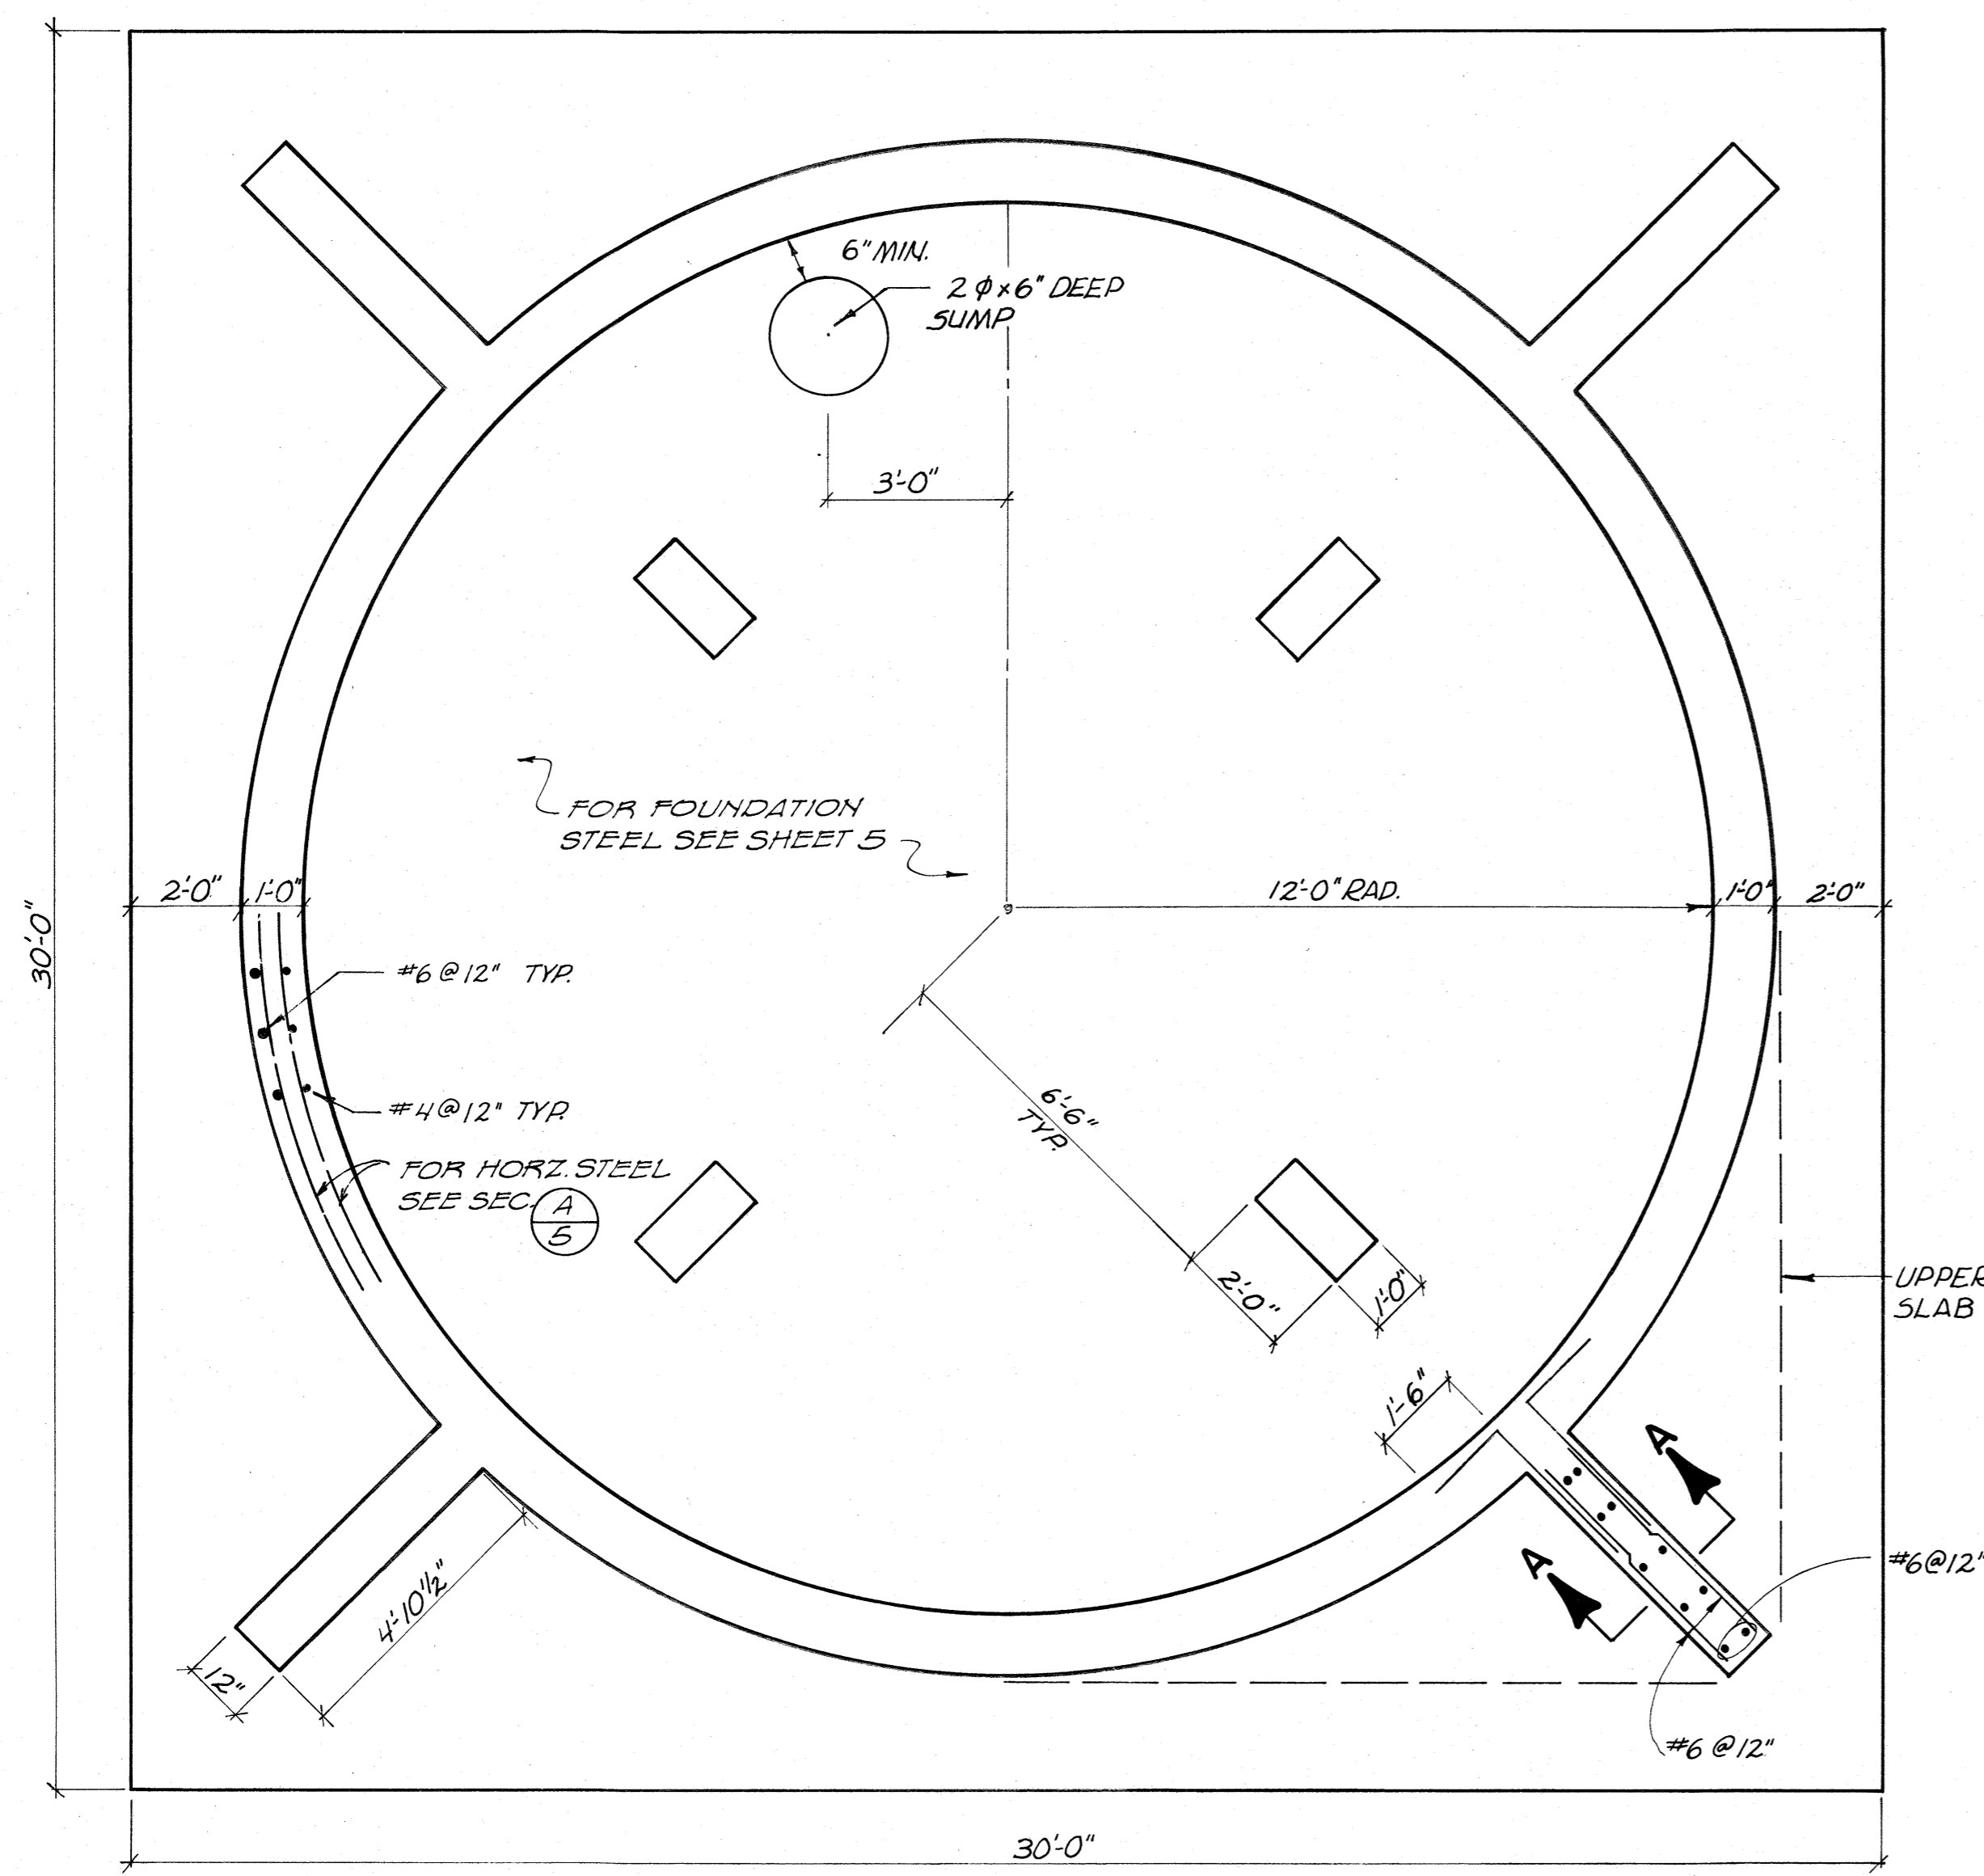 6" MIN.
2 φ x 6" DEEP
SUMP
3'-0"
FOR FOUNDATION
STEEL SEE SHEET 5
2'-0"
1'-0"
12'-0" RAD.
1'-0"
2'-0"
30'-0"
#6 @ 12" TYP.
#4 @ 12" TYP.
FOR HORZ. STEEL
SEE SEC.
A
5
6'-6"
TYP.
2'-0"
1'-0"
UPPER
SLAB
1'-6"
A
A
#6@12"
4'-10 1/2"
12"
#6 @ 12"
30'-0"